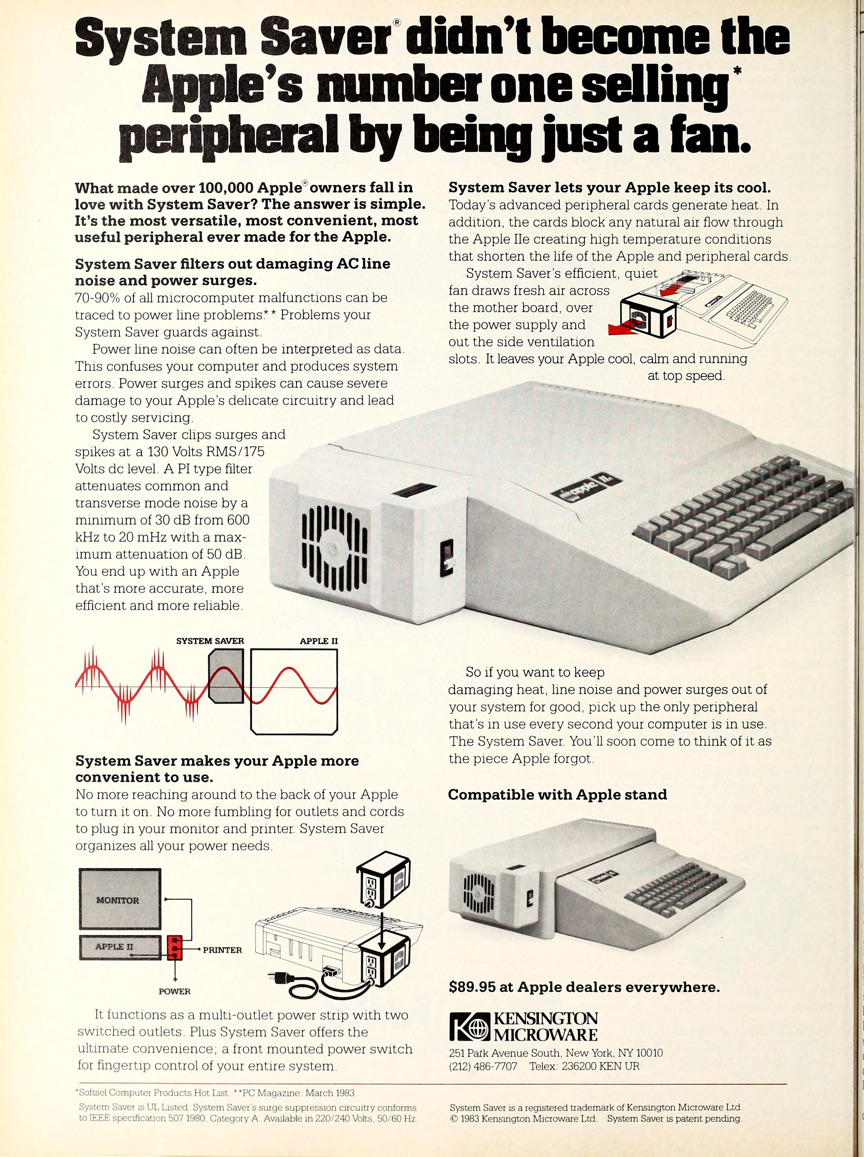 System Saver® didn't become the
Apple's number one selling*
peripheral by being just a fan.
What made over 100,000 Apple® owners fall in
love with System Saver? The answer is simple.
It's the most versatile, most convenient, most
useful peripheral ever made for the Apple.
System Saver filters out damaging AC line
noise and power surges.
70-90% of all microcomputer malfunctions can be
traced to power line problems.** Problems your
System Saver guards against.
Power line noise can often be interpreted as data.
This confuses your computer and produces system
errors. Power surges and spikes can cause severe
damage to your Apple's delicate circuitry and lead
to costly servicing.
System Saver clips surges and
spikes at a 130 Volts RMS/175
Volts dc level. A PI type filter
attenuates common and
transverse mode noise by a
minimum of 30 dB from 600
kHz to 20 mHz with a max-
imum attenuation of 50 dB.
You end up with an Apple
that's more accurate, more
efficient and more reliable.
SYSTEM SAVER
APPLE II
System Saver makes your Apple more
convenient to use.
No more reaching around to the back of your Apple
to turn it on. No more fumbling for outlets and cords
to plug in your monitor and printer. System Saver
organizes all your power needs.
MONITOR
APPLE II
PRINTER
POWER
It functions as a multi-outlet power strip with two
switched outlets. Plus System Saver offers the
ultimate convenience; a front mounted power switch
for fingertip control of your entire system.
System Saver lets your Apple keep its cool.
Today's advanced peripheral cards generate heat. In
addition, the cards block any natural air flow through
the Apple IIe creating high temperature conditions
that shorten the life of the Apple and peripheral cards.
System Saver's efficient, quiet
fan draws fresh air across
the mother board, over
the power supply and
out the side ventilation
slots. It leaves your Apple cool, calm and running
at top speed.
apple II
So if you want to keep
damaging heat, line noise and power surges out of
your system for good, pick up the only peripheral
that's in use every second your computer is in use.
The System Saver. You'll soon come to think of it as
the piece Apple forgot.
Compatible with Apple stand
$89.95 at Apple dealers everywhere.
KENSINGTON
MICROWARE
251 Park Avenue South, New York, NY 10010
(212) 486-7707 Telex: 236200 KEN UR
*Softsel Computer Products Hot List. **PC Magazine: March 1983.
System Saver is UL Listed. System Saver's surge suppression circuitry conforms
to IEEE specification 507 1980, Category A. Available in 220/240 Volts, 50/60 Hz.
System Saver is a registered trademark of Kensington Microware Ltd.
© 1983 Kensington Microware Ltd. System Saver is patent pending.